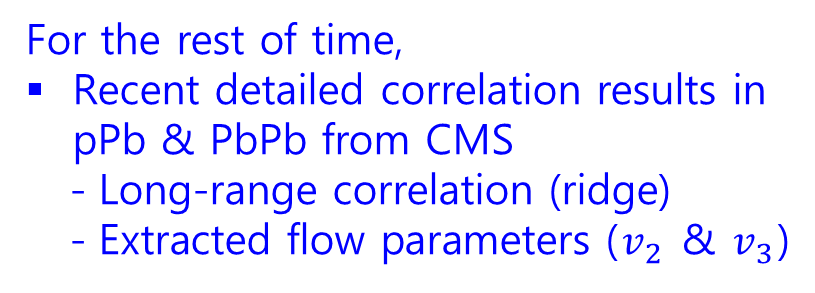 For the rest of time,
▪ Recent detailed correlation results in
pPb & PbPb from CMS
- Long-range correlation (ridge)
- Extracted flow parameters (𝑣₂ & 𝑣₃)